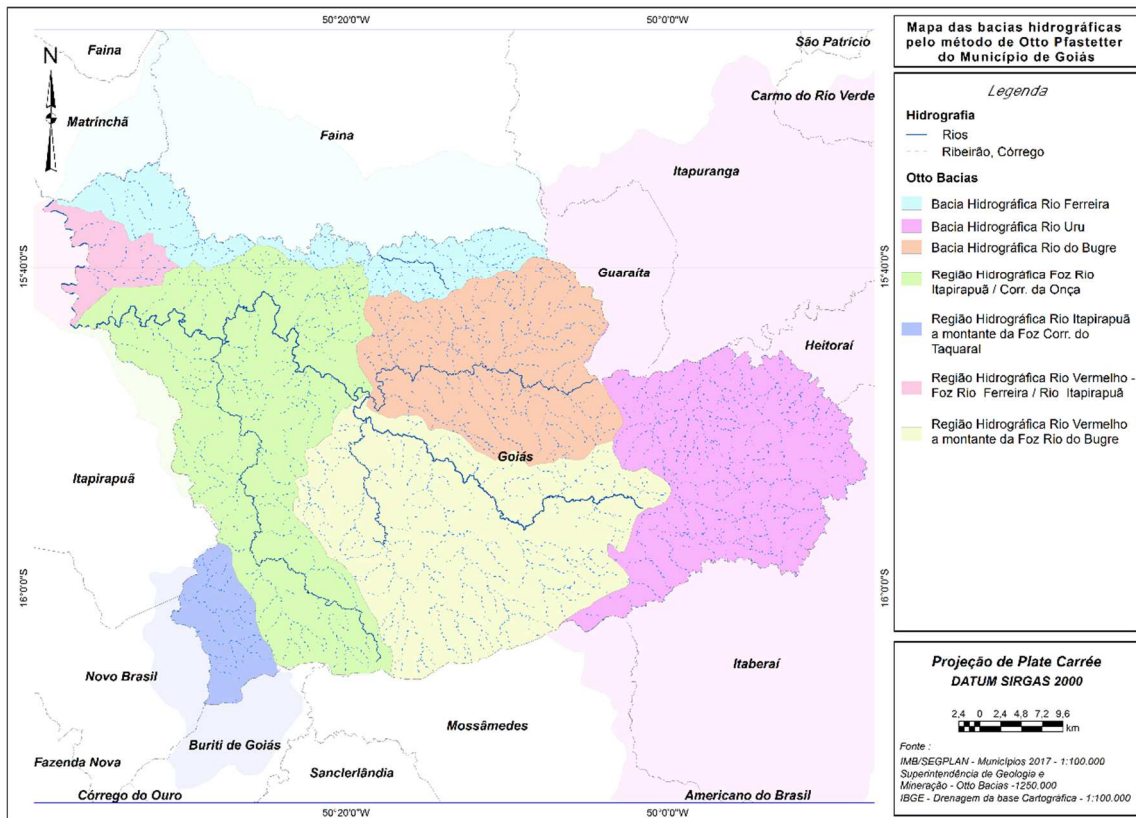 50°20'0"W
50°0'0"W
Faina
São Patrício
N
Carmo do Rio Verde
Matrinchã
Faina
Itapuranga
15°40'0"S
15°40'0"S
Guaraíta
Heitoraí
Goiás
Itapirapuã
16°0'0"S
16°0'0"S
Itaberaí
Novo Brasil
Mossâmedes
Buriti de Goiás
Fazenda Nova
Sanclerlândia
Córrego do Ouro
Americano do Brasil
50°20'0"W
50°0'0"W
Mapa das bacias hidrográficas
pelo método de Otto Pfastetter
do Município de Goiás
Legenda
Hidrografia
Rios
Ribeirão, Córrego
Otto Bacias
Bacia Hidrográfica Rio Ferreira
Bacia Hidrográfica Rio Uru
Bacia Hidrográfica Rio do Bugre
Região Hidrográfica Foz Rio
Itapirapuã / Corr. da Onça
Região Hidrográfica Rio Itapirapuã
a montante da Foz Corr. do
Taquaral
Região Hidrográfica Rio Vermelho -
Foz Rio Ferreira / Rio Itapirapuã
Região Hidrográfica Rio Vermelho
a montante da Foz Rio do Bugre
Projeção de Plate Carrée
DATUM SIRGAS 2000
2,4 0 2,4 4,8 7,2 9,6
km
Fonte :
IMB/SEGPLAN - Municípios 2017 - 1:100.000
Superintendência de Geologia e
Mineração - Otto Bacias -1250.000
IBGE - Drenagem da base Cartográfica - 1:100.000